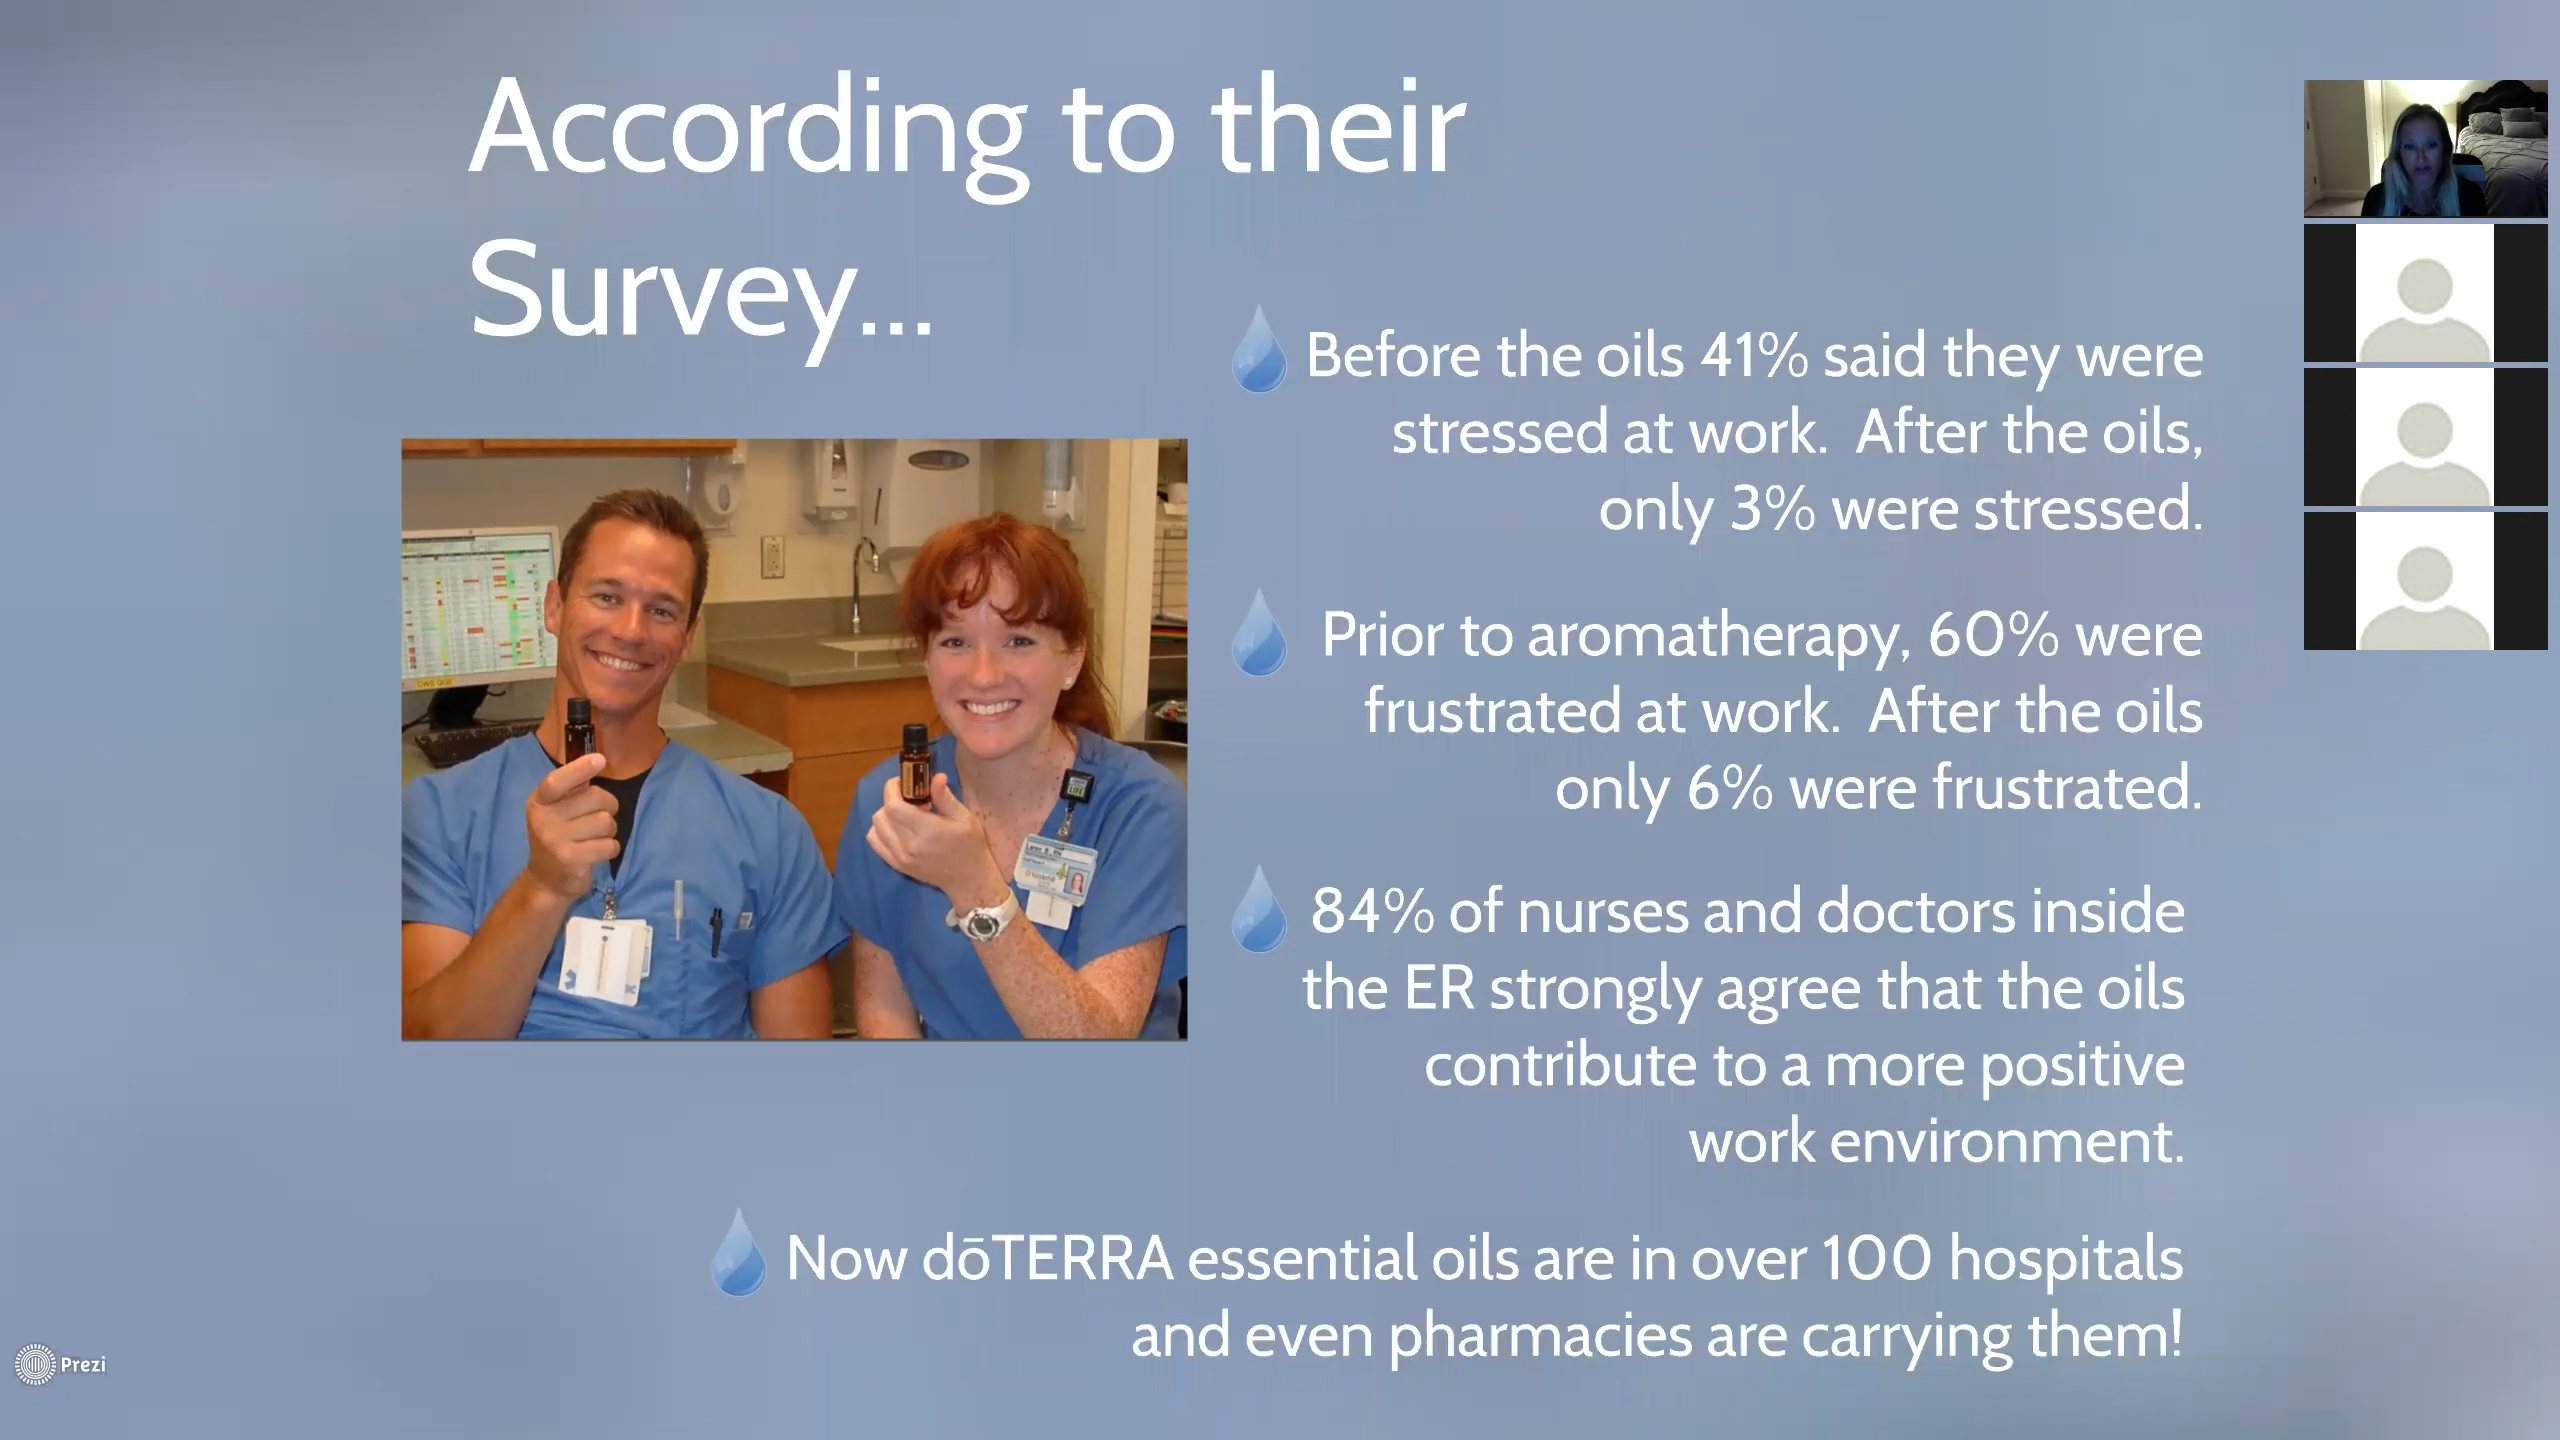 According to their
Survey...
Before the oils 41% said they were
stressed at work. After the oils,
only 3% were stressed.
Prior to aromatherapy, 60% were
frustrated at work. After the oils
only 6% were frustrated.
84% of nurses and doctors inside
the ER strongly agree that the oils
contribute to a more positive
work environment.
Now dōTERRA essential oils are in over 100 hospitals
and even pharmacies are carrying them!
Prezi